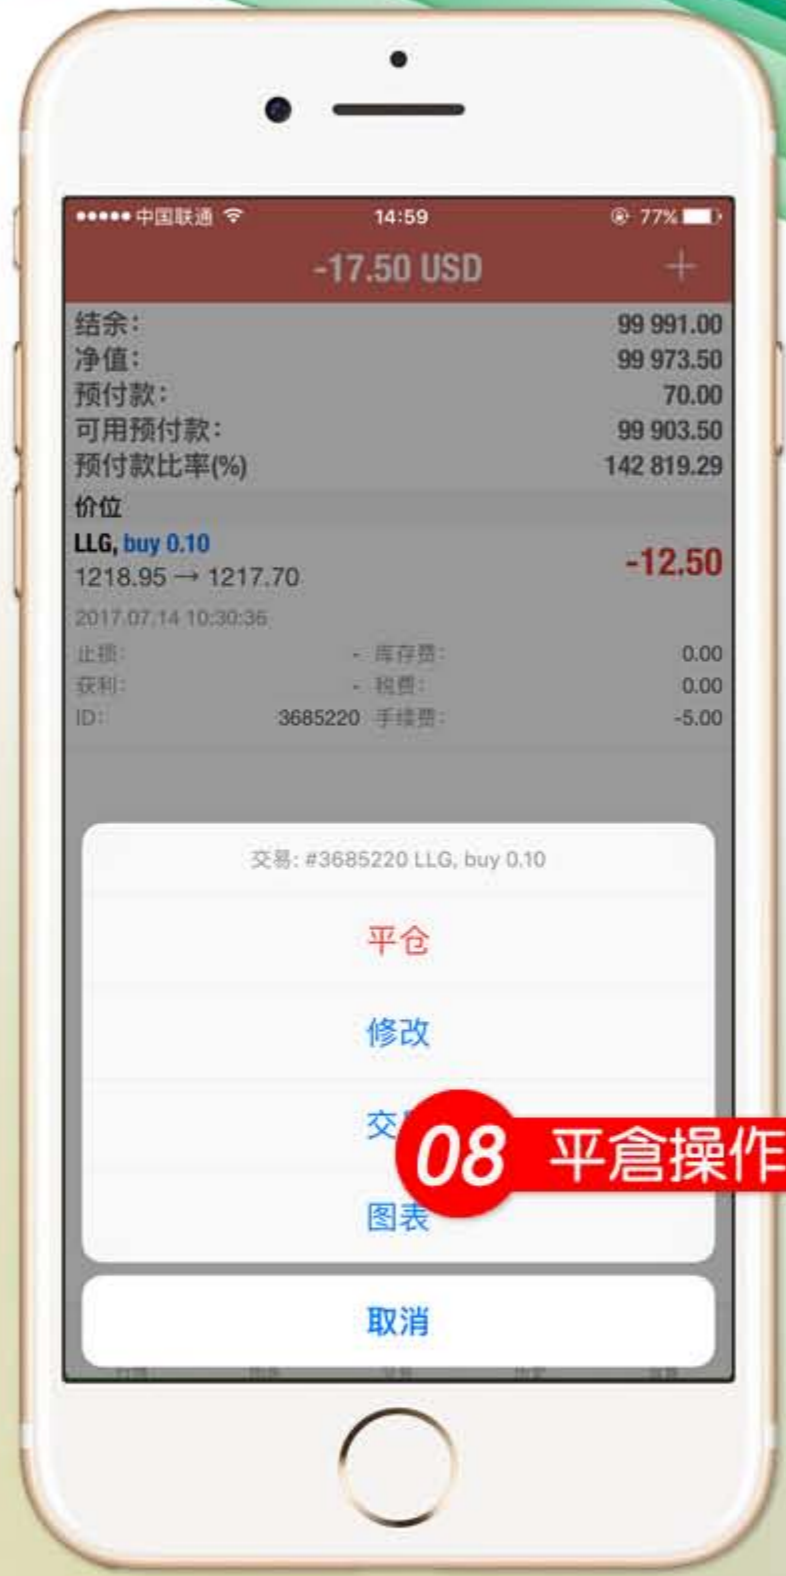 中国联通 14:59 77%
-17.50 USD +
结余: 99 991.00
净值: 99 973.50
预付款: 70.00
可用预付款: 99 903.50
预付款比率(%) 142 819.29
价位
LLG, buy 0.10
-12.50
1218.95 → 1217.70
2017.07.14 10:30:36
止损: - 库存费: 0.00
获利: - 税费: 0.00
ID: 3685220 手续费: -5.00
交易: #3685220 LLG, buy 0.10
平仓
修改
交
08 平倉操作
图表
取消